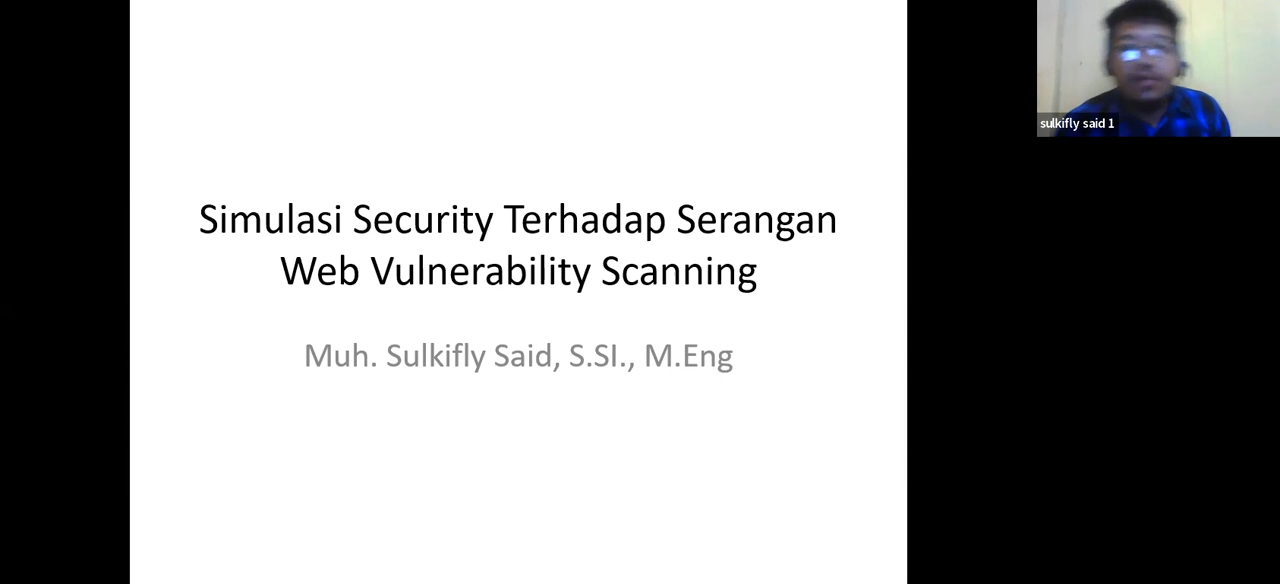 Simulasi Security Terhadap Serangan
Web Vulnerability Scanning
Muh. Sulkifly Said, S.SI., M.Eng
sulkifly said 1